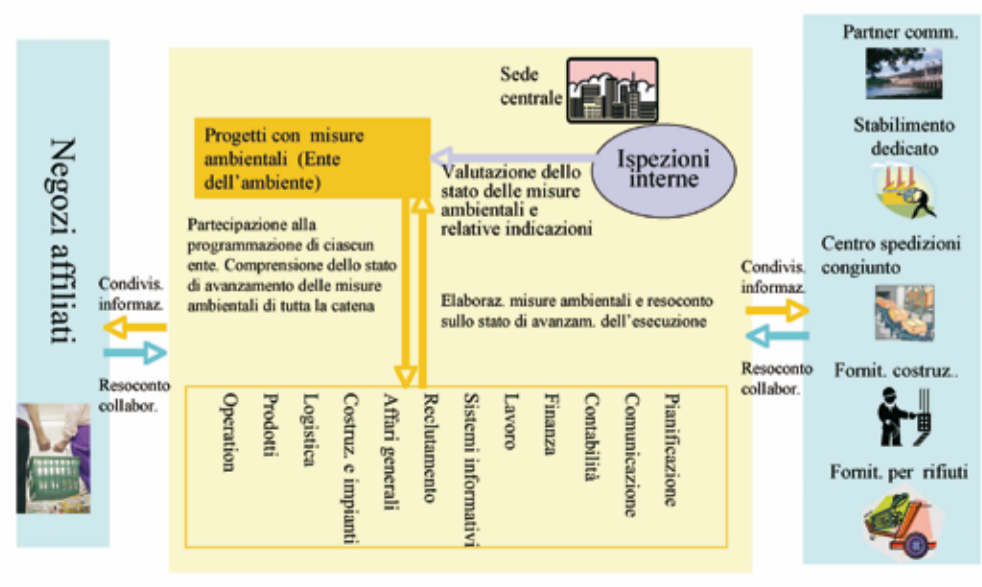 Negozi affiliati
Condivis.
informaz.
Resoconto
collabor.
Sede
centrale
Progetti con misure
ambientali (Ente
dell'ambiente)
Ispezioni
interne
Valutazione dello
stato delle misure
ambientali e
relative indicazioni
Partecipazione alla
programmazione di ciascun
ente. Comprensione dello stato
di avanzamento delle misure
ambientali di tutta la catena
Elaboraz. misure ambientali e resoconto
sullo stato di avanzam. dell'esecuzione
Operation
Prodotti
Logistica
Costruz. e impianti
Affari generali
Reclutamento
Sistemi informativi
Lavoro
Finanza
Contabilità
Comunicazione
Pianificazione
Condivis.
informaz.
Resoconto
collabor.
Partner comm.
Stabilimento
dedicato
Centro spedizioni
congiunto
Fornit. costruz..
Fornit. per rifiuti